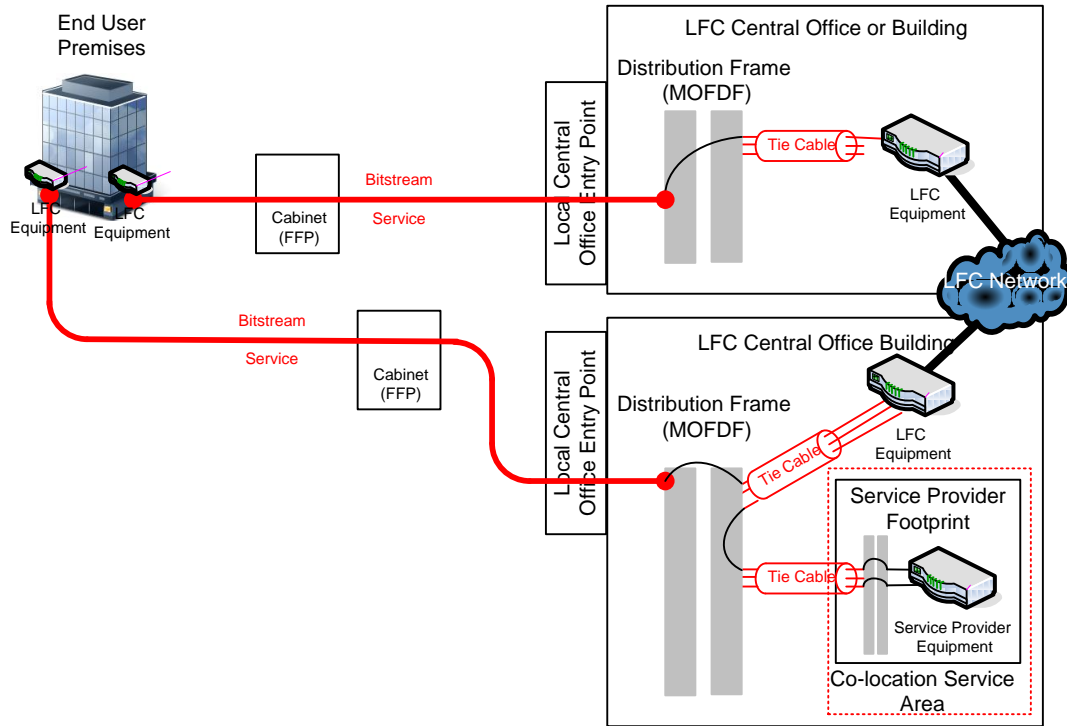 End User
Premises
LFC
Equipment
LFC
Equipment
Bitstream
Service
Cabinet
(FFP)
Local Central
Office Entry Point
LFC Central Office or Building
Distribution Frame
(MOFDF)
Tie Cable
LFC
Equipment
LFC Network
Bitstream
Service
Cabinet
(FFP)
Local Central
Office Entry Point
LFC Central Office Building
Distribution Frame
(MOFDF)
Tie Cable
LFC
Equipment
Tie Cable
Service Provider
Footprint
Service Provider
Equipment
Co-location Service
Area